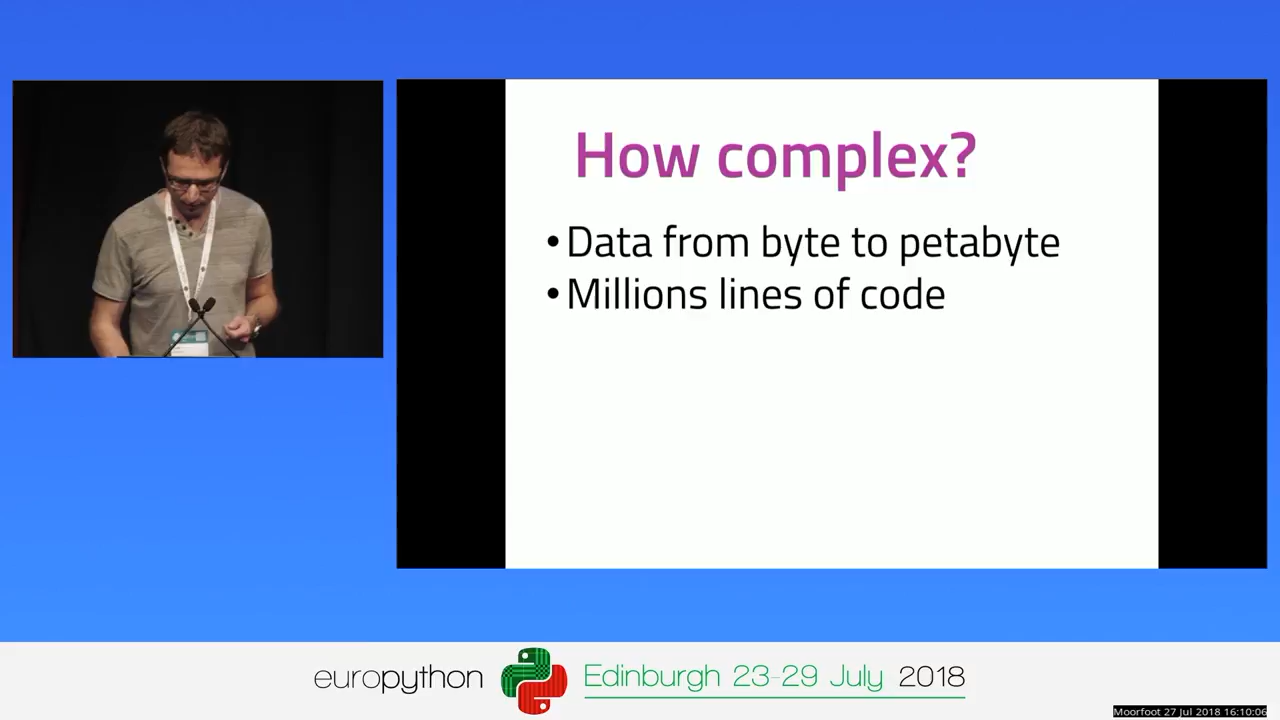 How complex?
•Data from byte to petabyte
•Millions lines of code
europython
Edinburgh 23-29 July 2018
Moorfoot 27 Jul 2018 16:10:06